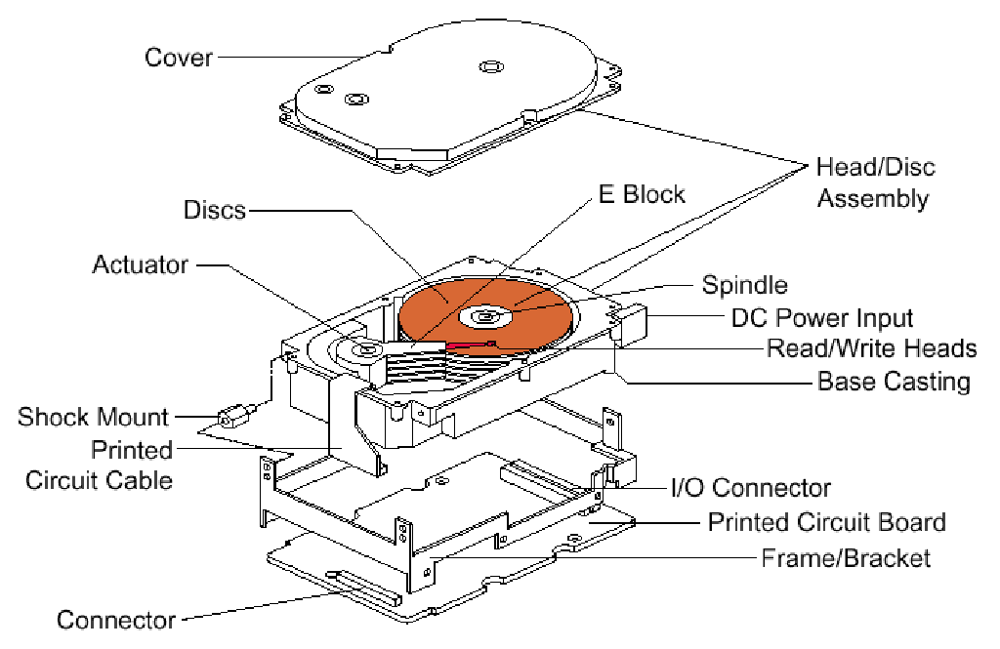 Cover
Head/Disc
Assembly
E Block
Discs
Actuator
Spindle
DC Power Input
Read/Write Heads
Base Casting
Shock Mount
Printed
Circuit Cable
I/O Connector
Printed Circuit Board
Frame/Bracket
Connector